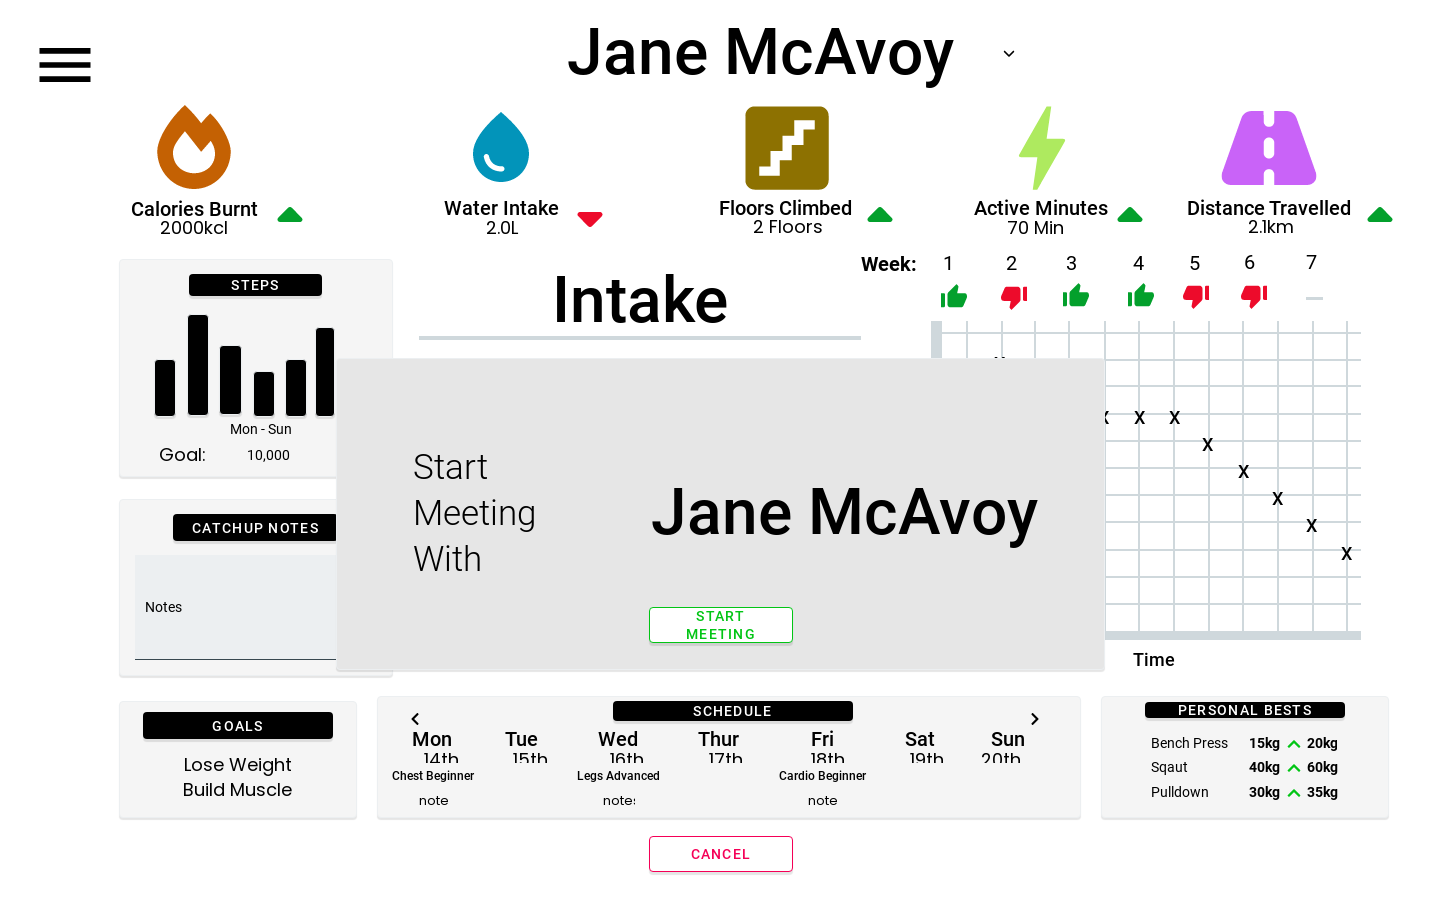 Jane McAvoy
Calories Burnt
2000kcl
Water Intake
2.0L
Floors Climbed
2 Floors
Active Minutes
70 Min
Distance Travelled
2.1km
STEPS
Mon - Sun
Goal: 10,000
Intake
Week: 1 2 3 4 5 6 7
X X X X X X X X
Time
CATCHUP NOTES
Notes
Start
Meeting
With
Jane McAvoy
START
MEETING
GOALS
Lose Weight
Build Muscle
SCHEDULE
Mon Tue Wed Thur Fri Sat Sun
14th 15th 16th 17th 18th 19th 20th
Chest Beginner Legs Advanced Cardio Beginner
note notes note
PERSONAL BESTS
Bench Press 15kg 20kg
Sqaut 40kg 60kg
Pulldown 30kg 35kg
CANCEL